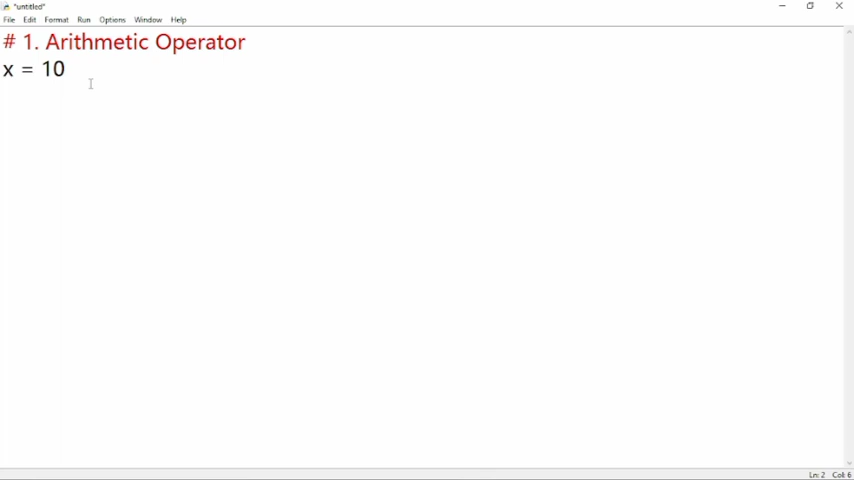 *untitled*
File Edit Format Run Options Window Help
# 1. Arithmetic Operator
x = 10
Ln: 2 Col: 6